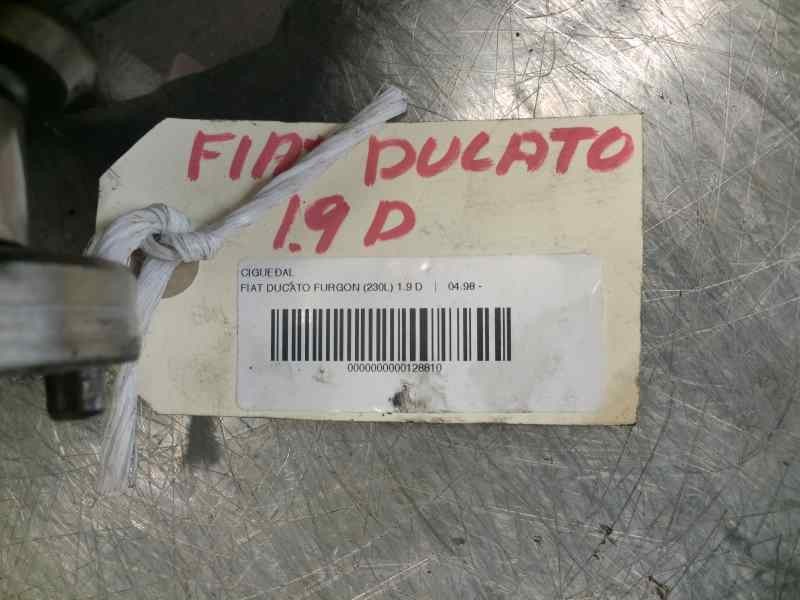 FIAT DUCATO
1.9 D
CIGUEDAL
FIAT DUCATO FURGON (230L) 1.9 D | 04.98 -
0000000000128810